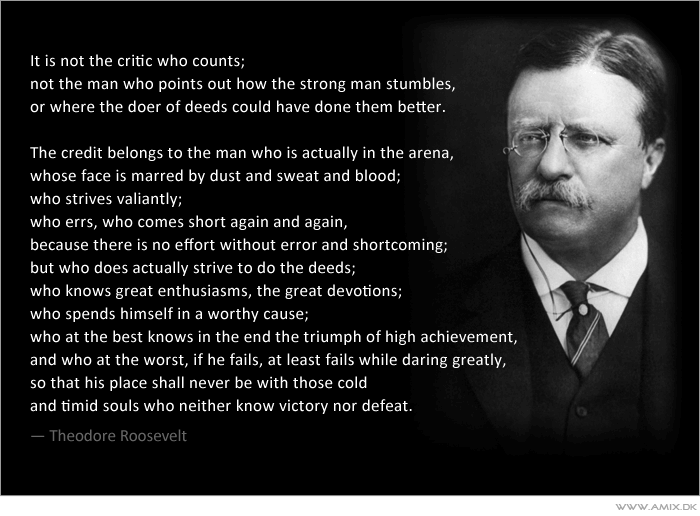 It is not the critic who counts;
not the man who points out how the strong man stumbles,
or where the doer of deeds could have done them better.
The credit belongs to the man who is actually in the arena,
whose face is marred by dust and sweat and blood;
who strives valiantly;
who errs, who comes short again and again,
because there is no effort without error and shortcoming;
but who does actually strive to do the deeds;
who knows great enthusiasms, the great devotions;
who spends himself in a worthy cause;
who at the best knows in the end the triumph of high achievement,
and who at the worst, if he fails, at least fails while daring greatly,
so that his place shall never be with those cold
and timid souls who neither know victory nor defeat.
— Theodore Roosevelt
WWW.AMIX.DK